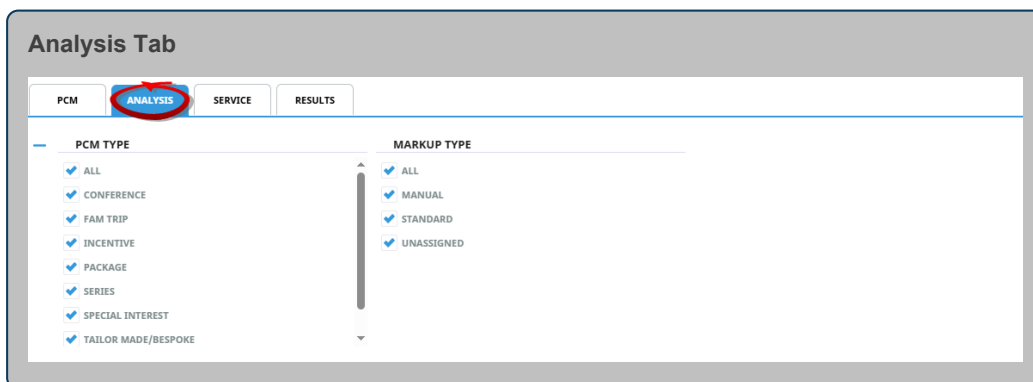 Analysis Tab
PCM ANALYSIS SERVICE RESULTS
PCM TYPE
ALL
CONFERENCE
FAM TRIP
INCENTIVE
PACKAGE
SERIES
SPECIAL INTEREST
TAILOR MADE/BESPOKE
MARKUP TYPE
ALL
MANUAL
STANDARD
UNASSIGNED